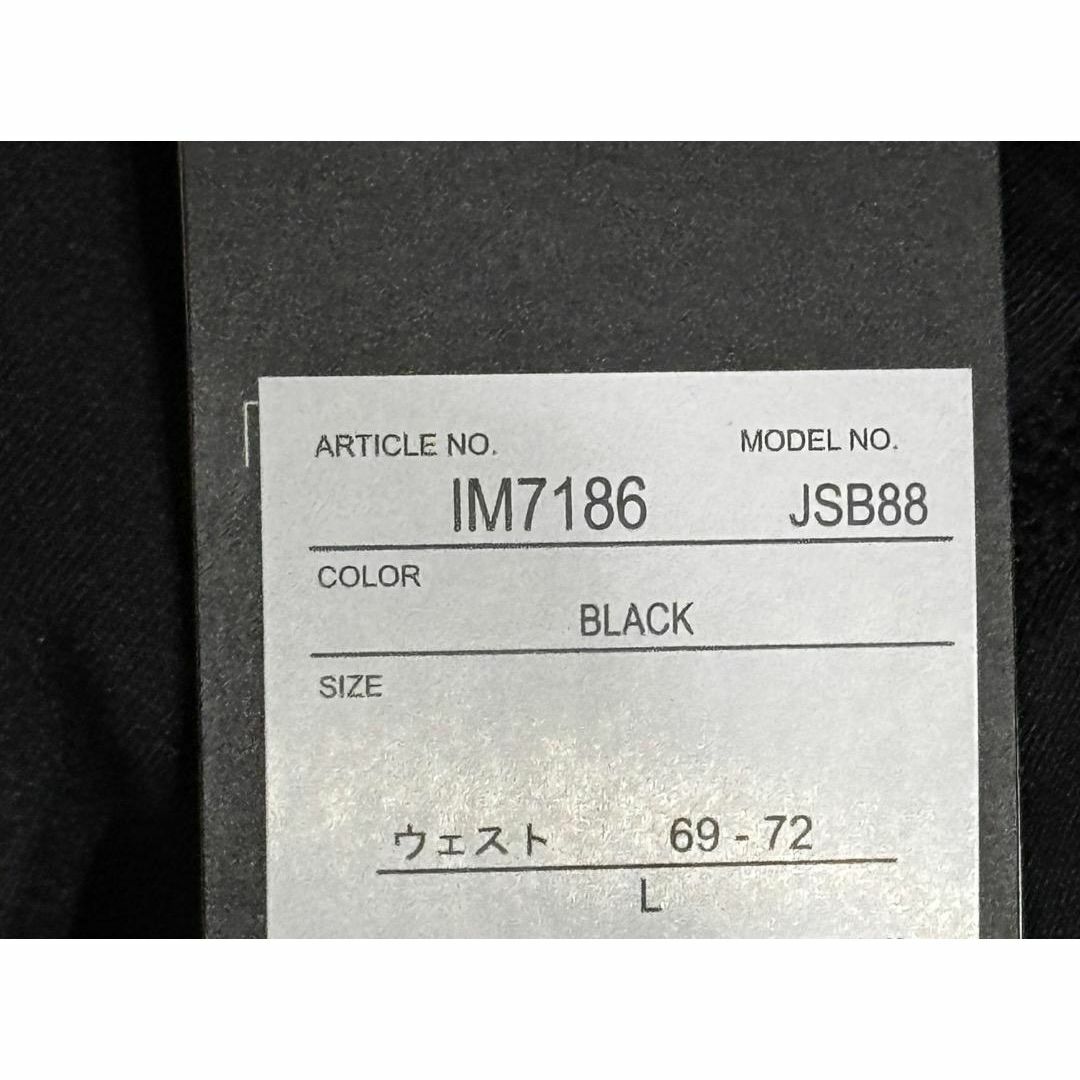 ARTICLE NO. MODEL NO.
IM7186 JSB88
COLOR
BLACK
SIZE
ウェスト 69 - 72
L